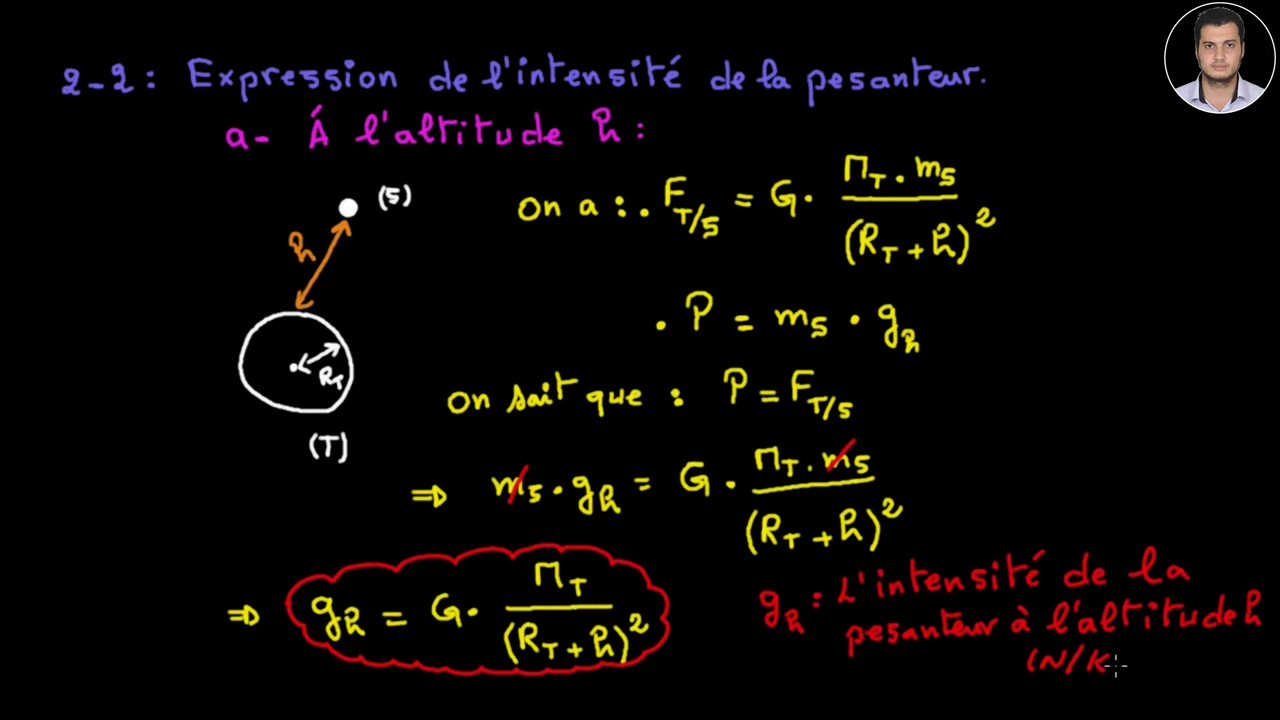 2-2: Expression de l'intensité de la pesanteur.
a- Á l'altitude h :
(S)
h
R_T
(T)
On a : . F_T/S = G . M_T . m_S / (R_T + h)²
. P = m_S . g_h
On sait que : P = F_T/S
⇒ m_S . g_h = G . M_T . m_S / (R_T + h)²
⇒ g_h = G . M_T / (R_T + h)²
g_h : L'intensité de la
pesanteur à l'altitude h
(N/K